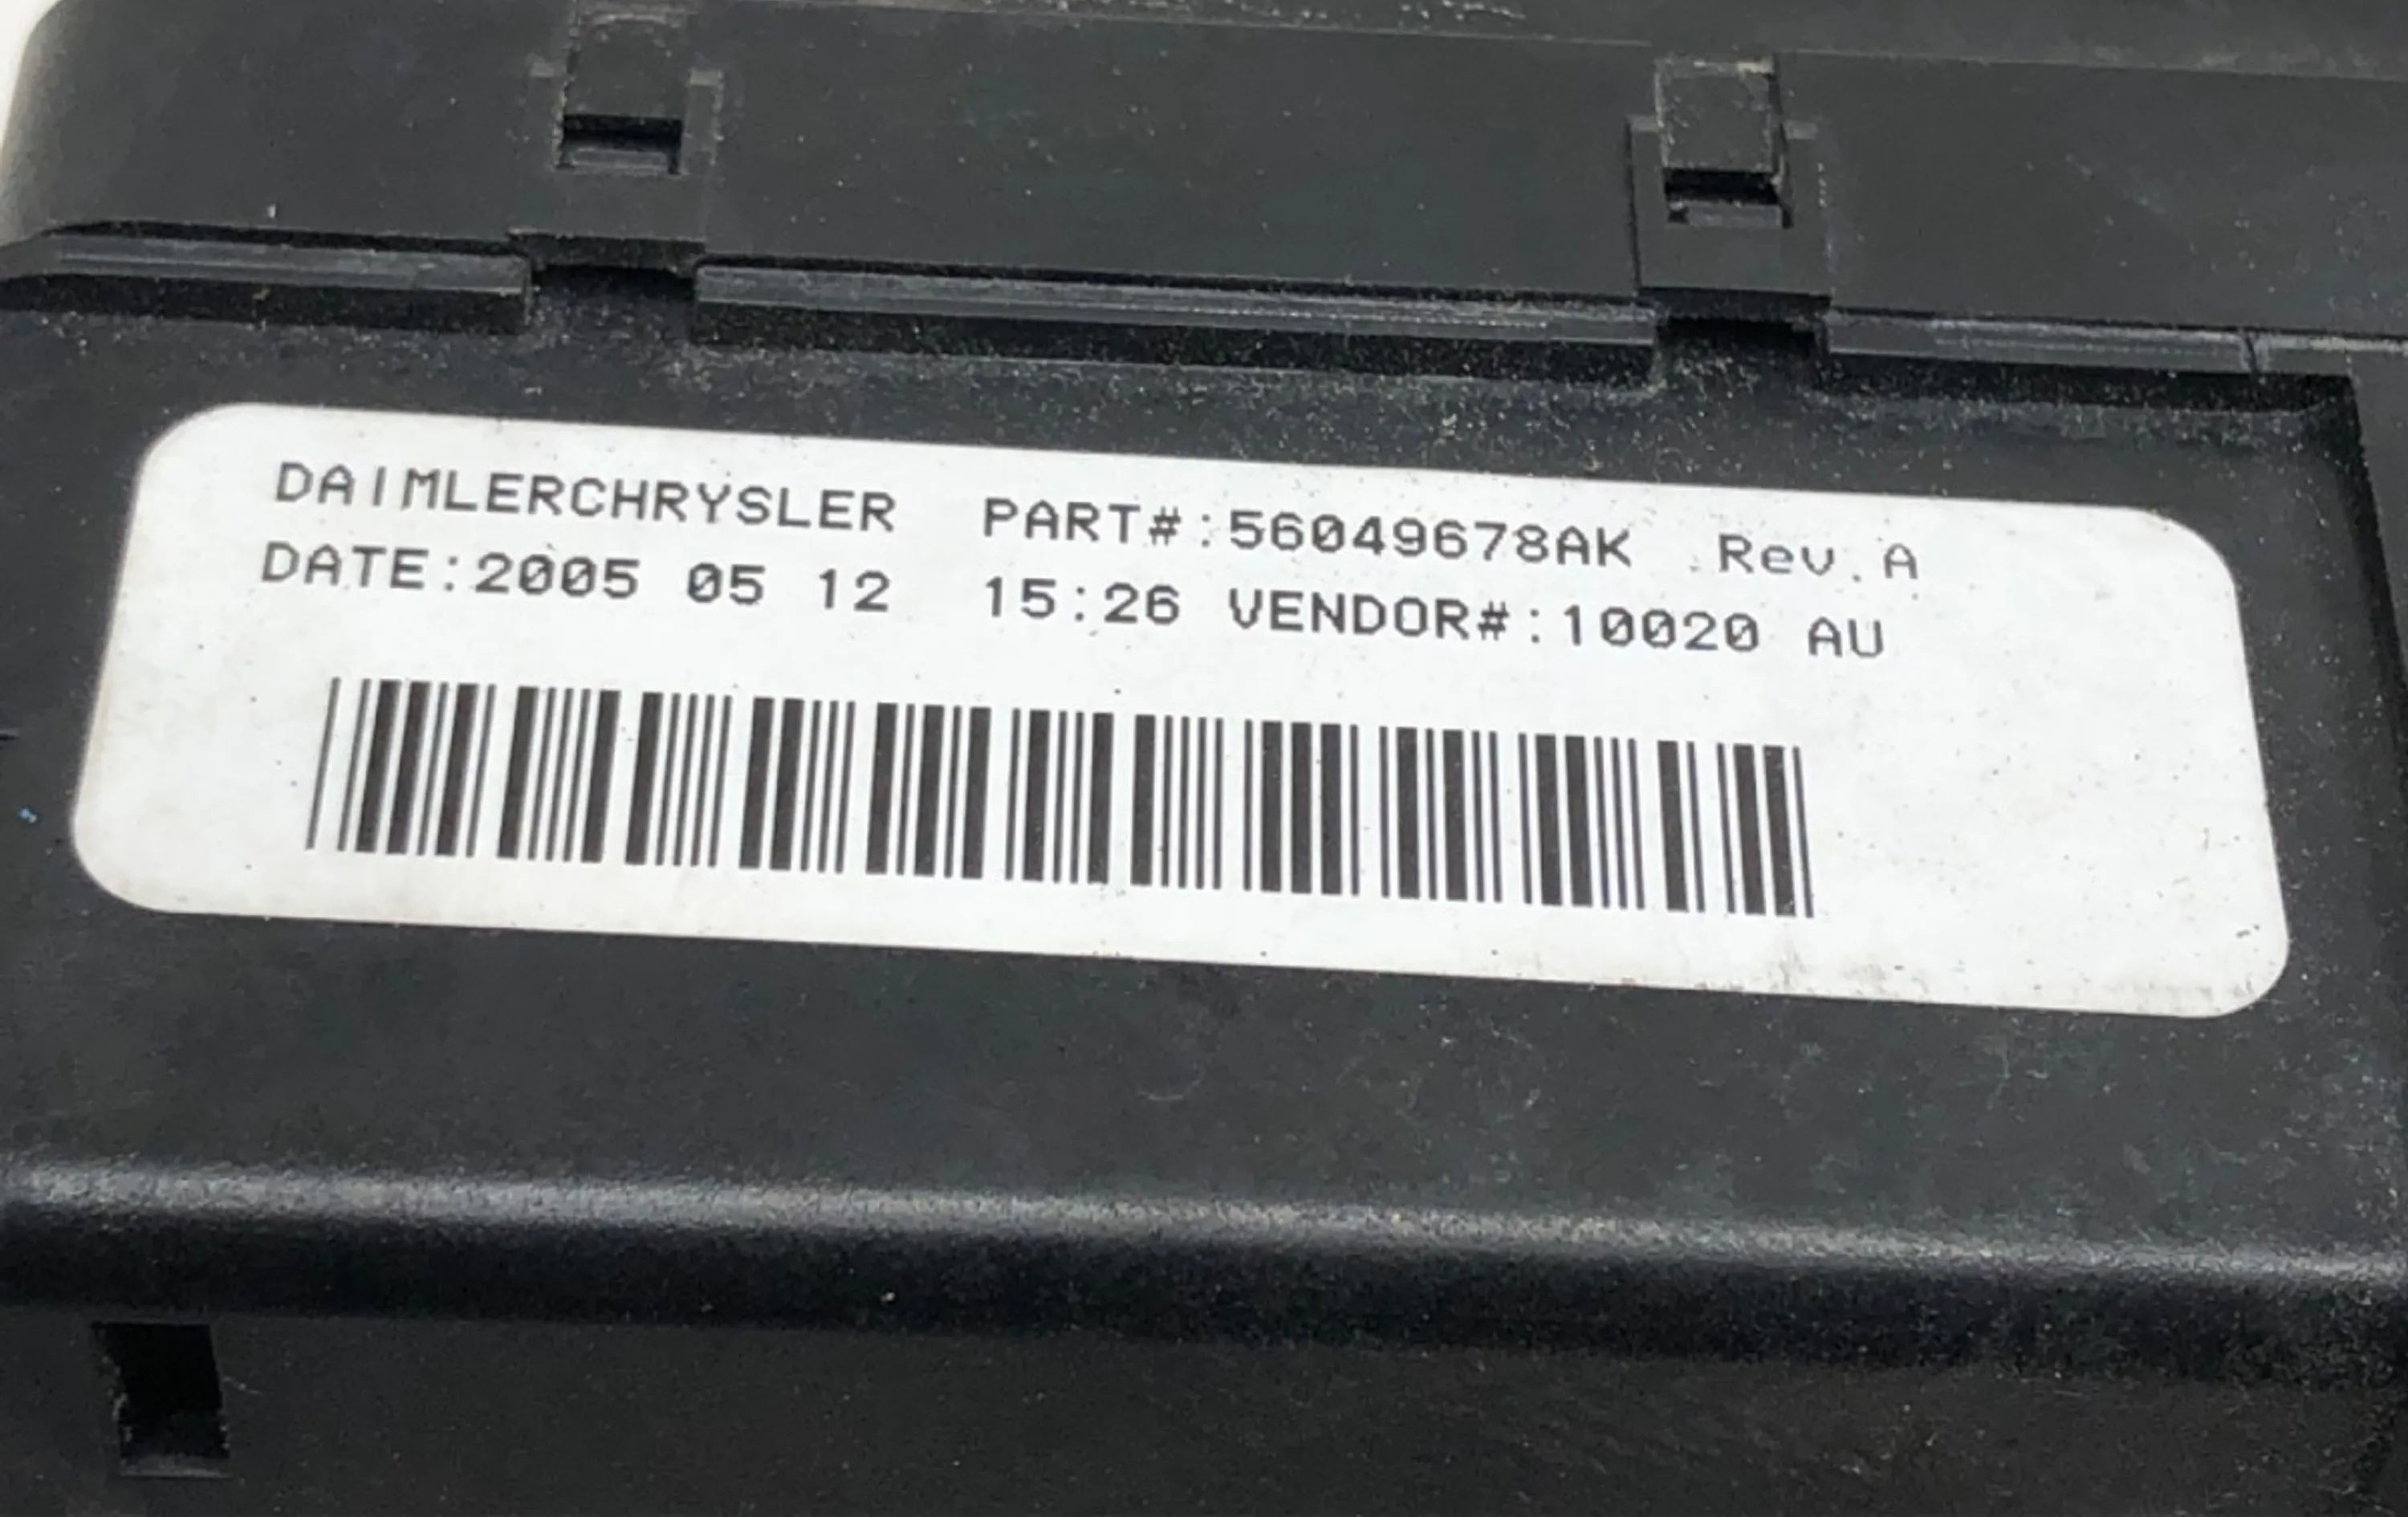 DAIMLERCHRYSLER PART#:56049678AK Rev.A
DATE:2005 05 12 15:26 VENDOR#:10020 AU